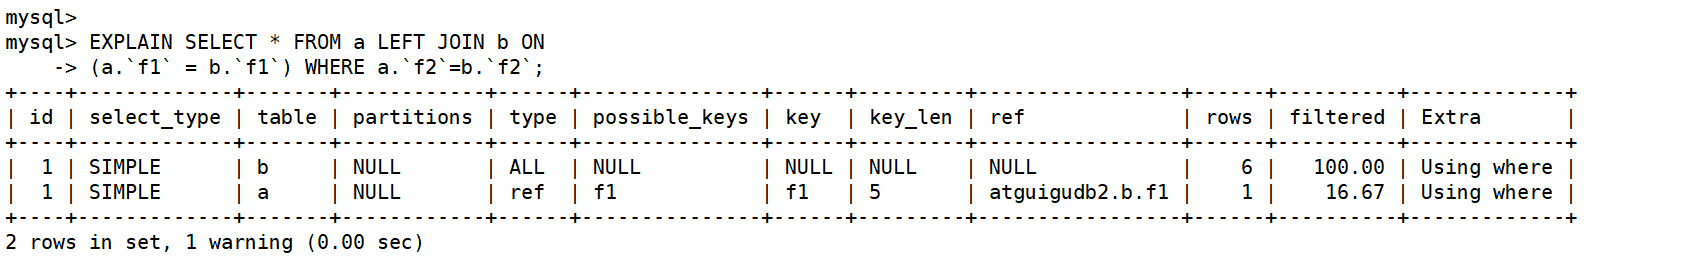 mysql>
mysql> EXPLAIN SELECT * FROM a LEFT JOIN b ON
    -> (a.`f1` = b.`f1`) WHERE a.`f2`=b.`f2`;
+----+-------------+-------+------------+------+---------------+------+---------+-----------------+------+----------+-------------+
| id | select_type | table | partitions | type | possible_keys | key  | key_len | ref             | rows | filtered | Extra       |
+----+-------------+-------+------------+------+---------------+------+---------+-----------------+------+----------+-------------+
|  1 | SIMPLE      | b     | NULL       | ALL  | NULL          | NULL | NULL    | NULL            |    6 |   100.00 | Using where |
|  1 | SIMPLE      | a     | NULL       | ref  | f1            | f1   | 5       | atguigudb2.b.f1 |    1 |    16.67 | Using where |
+----+-------------+-------+------------+------+---------------+------+---------+-----------------+------+----------+-------------+
2 rows in set, 1 warning (0.00 sec)